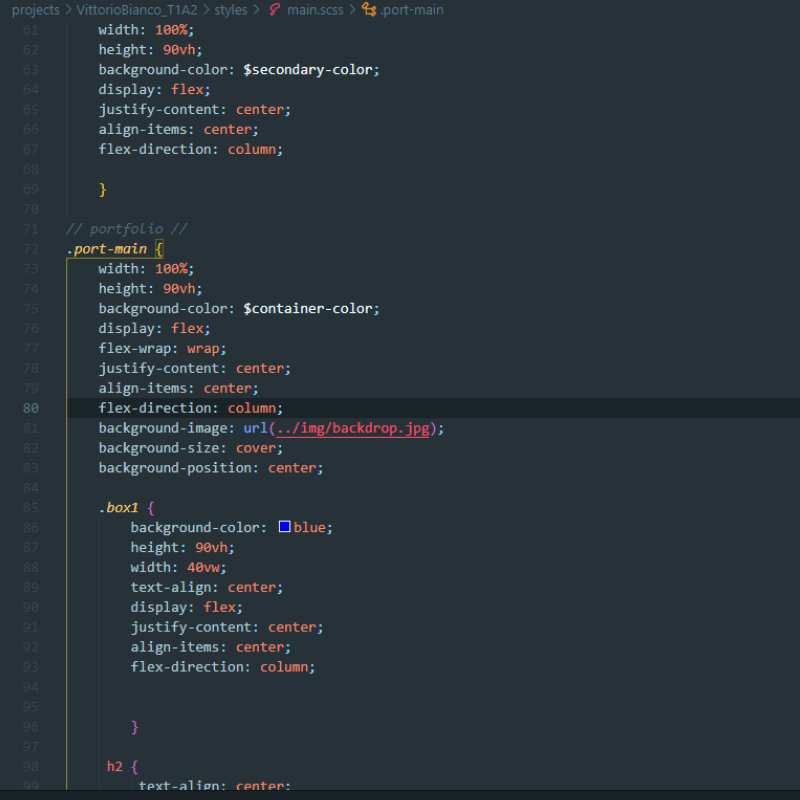 projects > VittorioBianco_T1A2 > styles > main.scss > .port-main
61 width: 100%;
62 height: 90vh;
63 background-color: $secondary-color;
64 display: flex;
65 justify-content: center;
66 align-items: center;
67 flex-direction: column;
68
69 }
70
71 // portfolio //
72 .port-main {
73 width: 100%;
74 height: 90vh;
75 background-color: $container-color;
76 display: flex;
77 flex-wrap: wrap;
78 justify-content: center;
79 align-items: center;
80 flex-direction: column;
81 background-image: url(../img/backdrop.jpg);
82 background-size: cover;
83 background-position: center;
84
85 .box1 {
86 background-color: blue;
87 height: 90vh;
88 width: 40vw;
89 text-align: center;
90 display: flex;
91 justify-content: center;
92 align-items: center;
93 flex-direction: column;
94
95
96 }
97
98 h2 {
99 text-align: center;